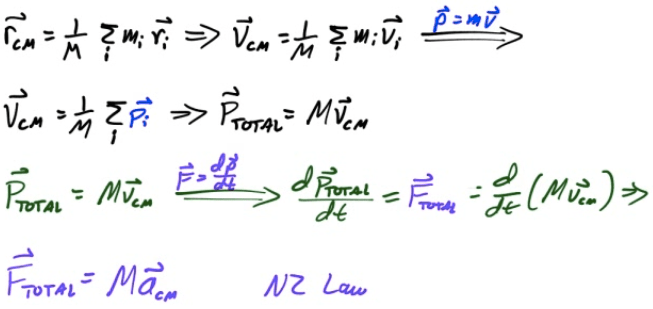 $\vec{r}_{CM} = \frac{1}{M} \sum_i m_i \vec{r}_i \Rightarrow \vec{V}_{CM} = \frac{1}{M} \sum_i m_i \vec{v}_i \xRightarrow{\vec{p} = m\vec{v}}$
$\vec{V}_{CM} = \frac{1}{M} \sum_i \vec{p}_i \Rightarrow \vec{P}_{TOTAL} = M\vec{v}_{CM}$
$\vec{P}_{TOTAL} = M\vec{v}_{CM} \xRightarrow{\vec{F} = \frac{d\vec{p}}{dt}} \frac{d\vec{P}_{TOTAL}}{dt} = \vec{F}_{TOTAL} = \frac{d}{dt}(M\vec{v}_{CM}) \Rightarrow$
$\vec{F}_{TOTAL} = M\vec{a}_{CM}$ N2 Law